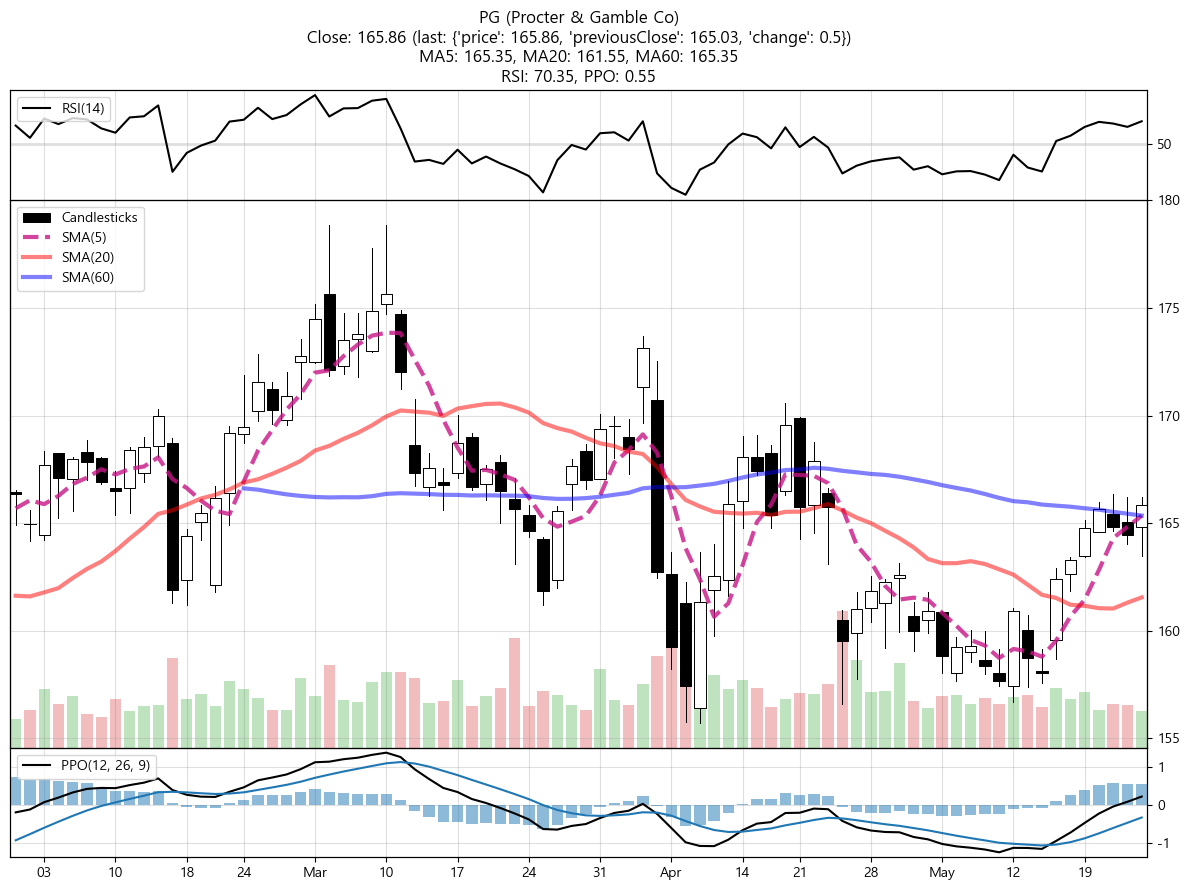 PG (Procter & Gamble Co)
Close: 165.86 (last: {'price': 165.86, 'previousClose': 165.03, 'change': 0.5})
MA5: 165.35, MA20: 161.55, MA60: 165.35
RSI: 70.35, PPO: 0.55
RSI(14)
50
180
Candlesticks
SMA(5)
SMA(20)
SMA(60)
175
170
165
160
155
PPO(12, 26, 9)
1
0
-1
03 10 18 24 Mar 10 17 24 31 Apr 14 21 28 May 12 19